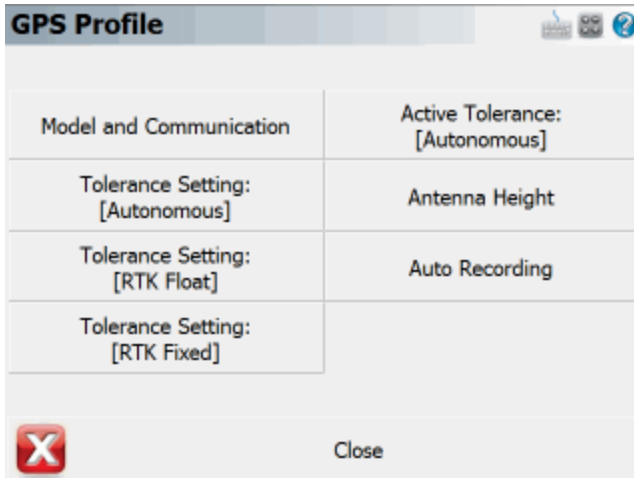 GPS Profile
Model and Communication
Active Tolerance:
[Autonomous]
Tolerance Setting:
[Autonomous]
Antenna Height
Tolerance Setting:
[RTK Float]
Auto Recording
Tolerance Setting:
[RTK Fixed]
Close